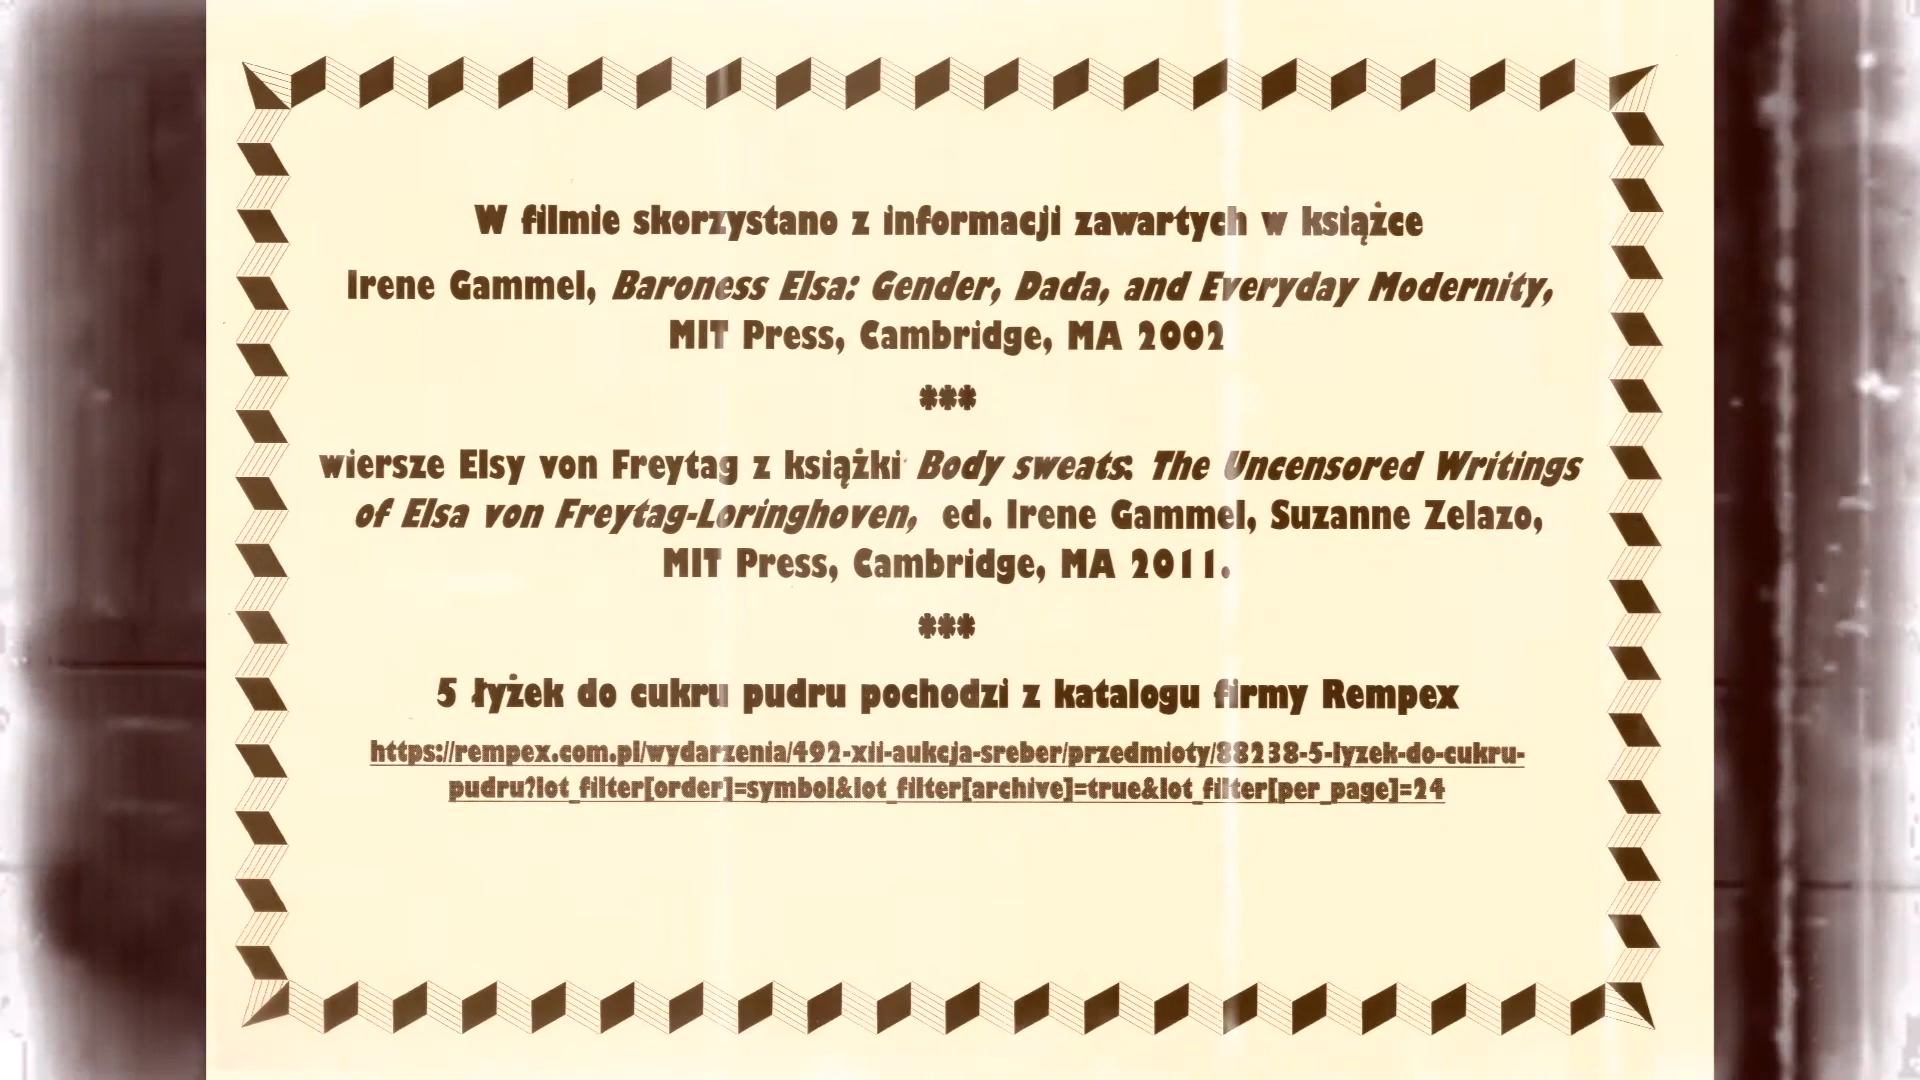 W filmie skorzystano z informacji zawartych w książce
Irene Gammel, Baroness Elsa: Gender, Dada, and Everyday Modernity,
MIT Press, Cambridge, MA 2002
***
wiersze Elsy von Freytag z książki Body sweats: The Uncensored Writings
of Elsa von Freytag-Loringhoven, ed. Irene Gammel, Suzanne Zelazo,
MIT Press, Cambridge, MA 2011.
***
5 łyżek do cukru pudru pochodzi z katalogu firmy Rempex
https://rempex.com.pl/wydarzenia/492-xii-aukcja-sreber/przedmioty/88238-5-lyzek-do-cukru-
pudru?lot_filter[order]=symbol&lot_filter[archive]=true&lot_filter[per_page]=24